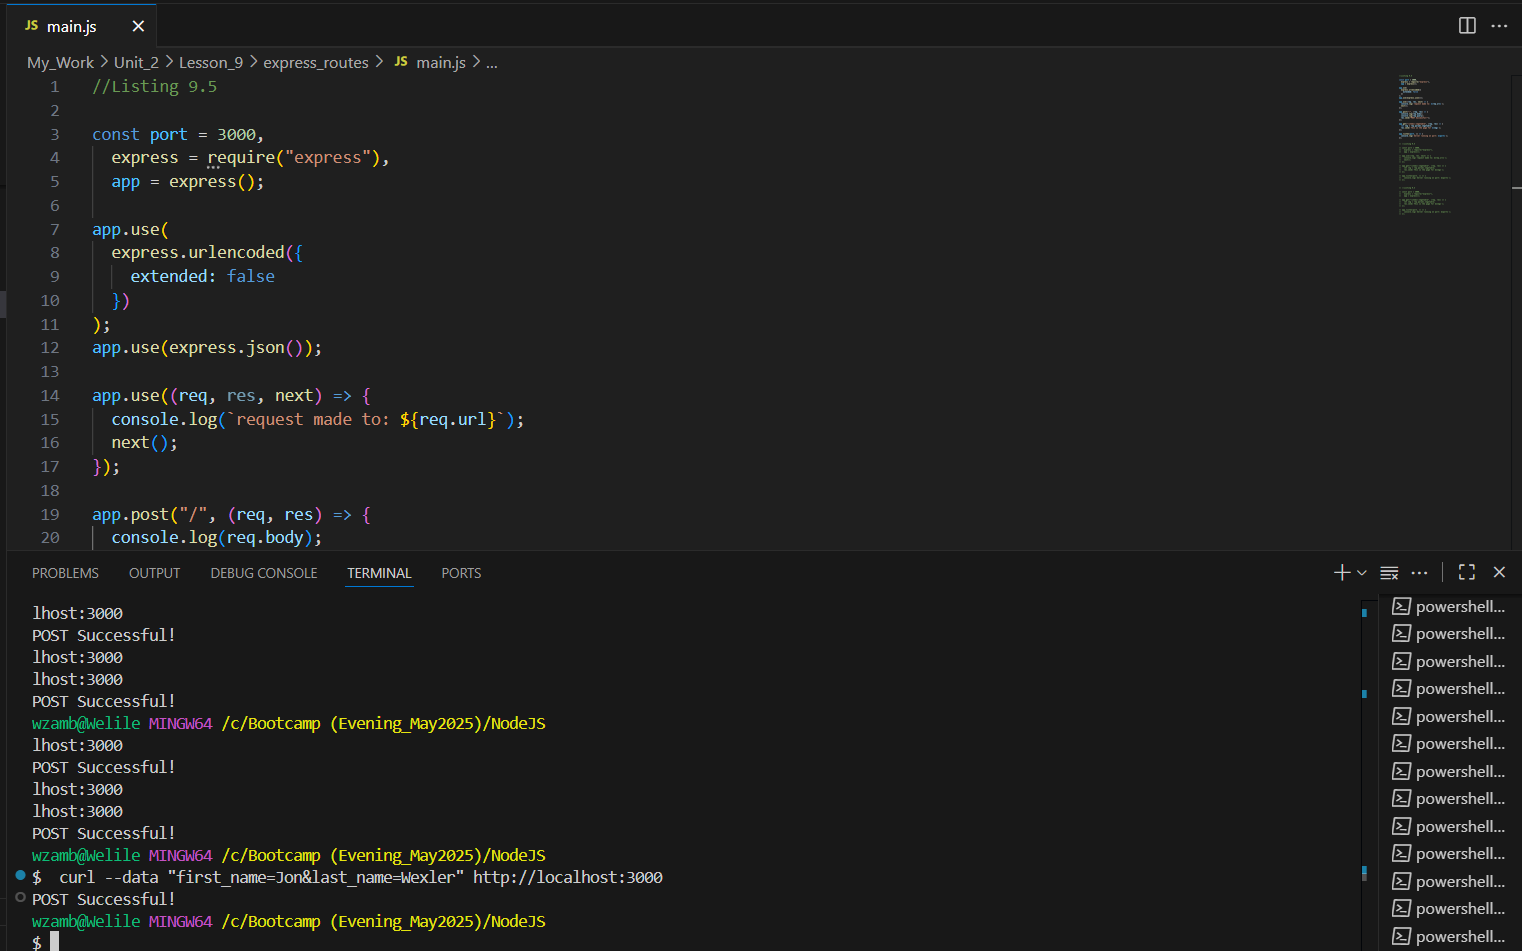 JS main.js
My_Work > Unit_2 > Lesson_9 > express_routes > JS main.js > ...
1 //Listing 9.5
2
3 const port = 3000,
4 express = require("express"),
5 app = express();
6
7 app.use(
8 express.urlencoded({
9 extended: false
10 })
11 );
12 app.use(express.json());
13
14 app.use((req, res, next) => {
15 console.log(`request made to: ${req.url}`);
16 next();
17 });
18
19 app.post("/", (req, res) => {
20 console.log(req.body);
PROBLEMS OUTPUT DEBUG CONSOLE TERMINAL PORTS
lhost:3000
POST Successful!
lhost:3000
lhost:3000
POST Successful!
wzamb@Welile MINGW64 /c/Bootcamp (Evening_May2025)/NodeJS
lhost:3000
POST Successful!
lhost:3000
lhost:3000
POST Successful!
wzamb@Welile MINGW64 /c/Bootcamp (Evening_May2025)/NodeJS
$ curl --data "first_name=Jon&last_name=Wexler" http://localhost:3000
POST Successful!
wzamb@Welile MINGW64 /c/Bootcamp (Evening_May2025)/NodeJS
$
powershell...
powershell...
powershell...
powershell...
powershell...
powershell...
powershell...
powershell...
powershell...
powershell...
powershell...
powershell...
powershell...